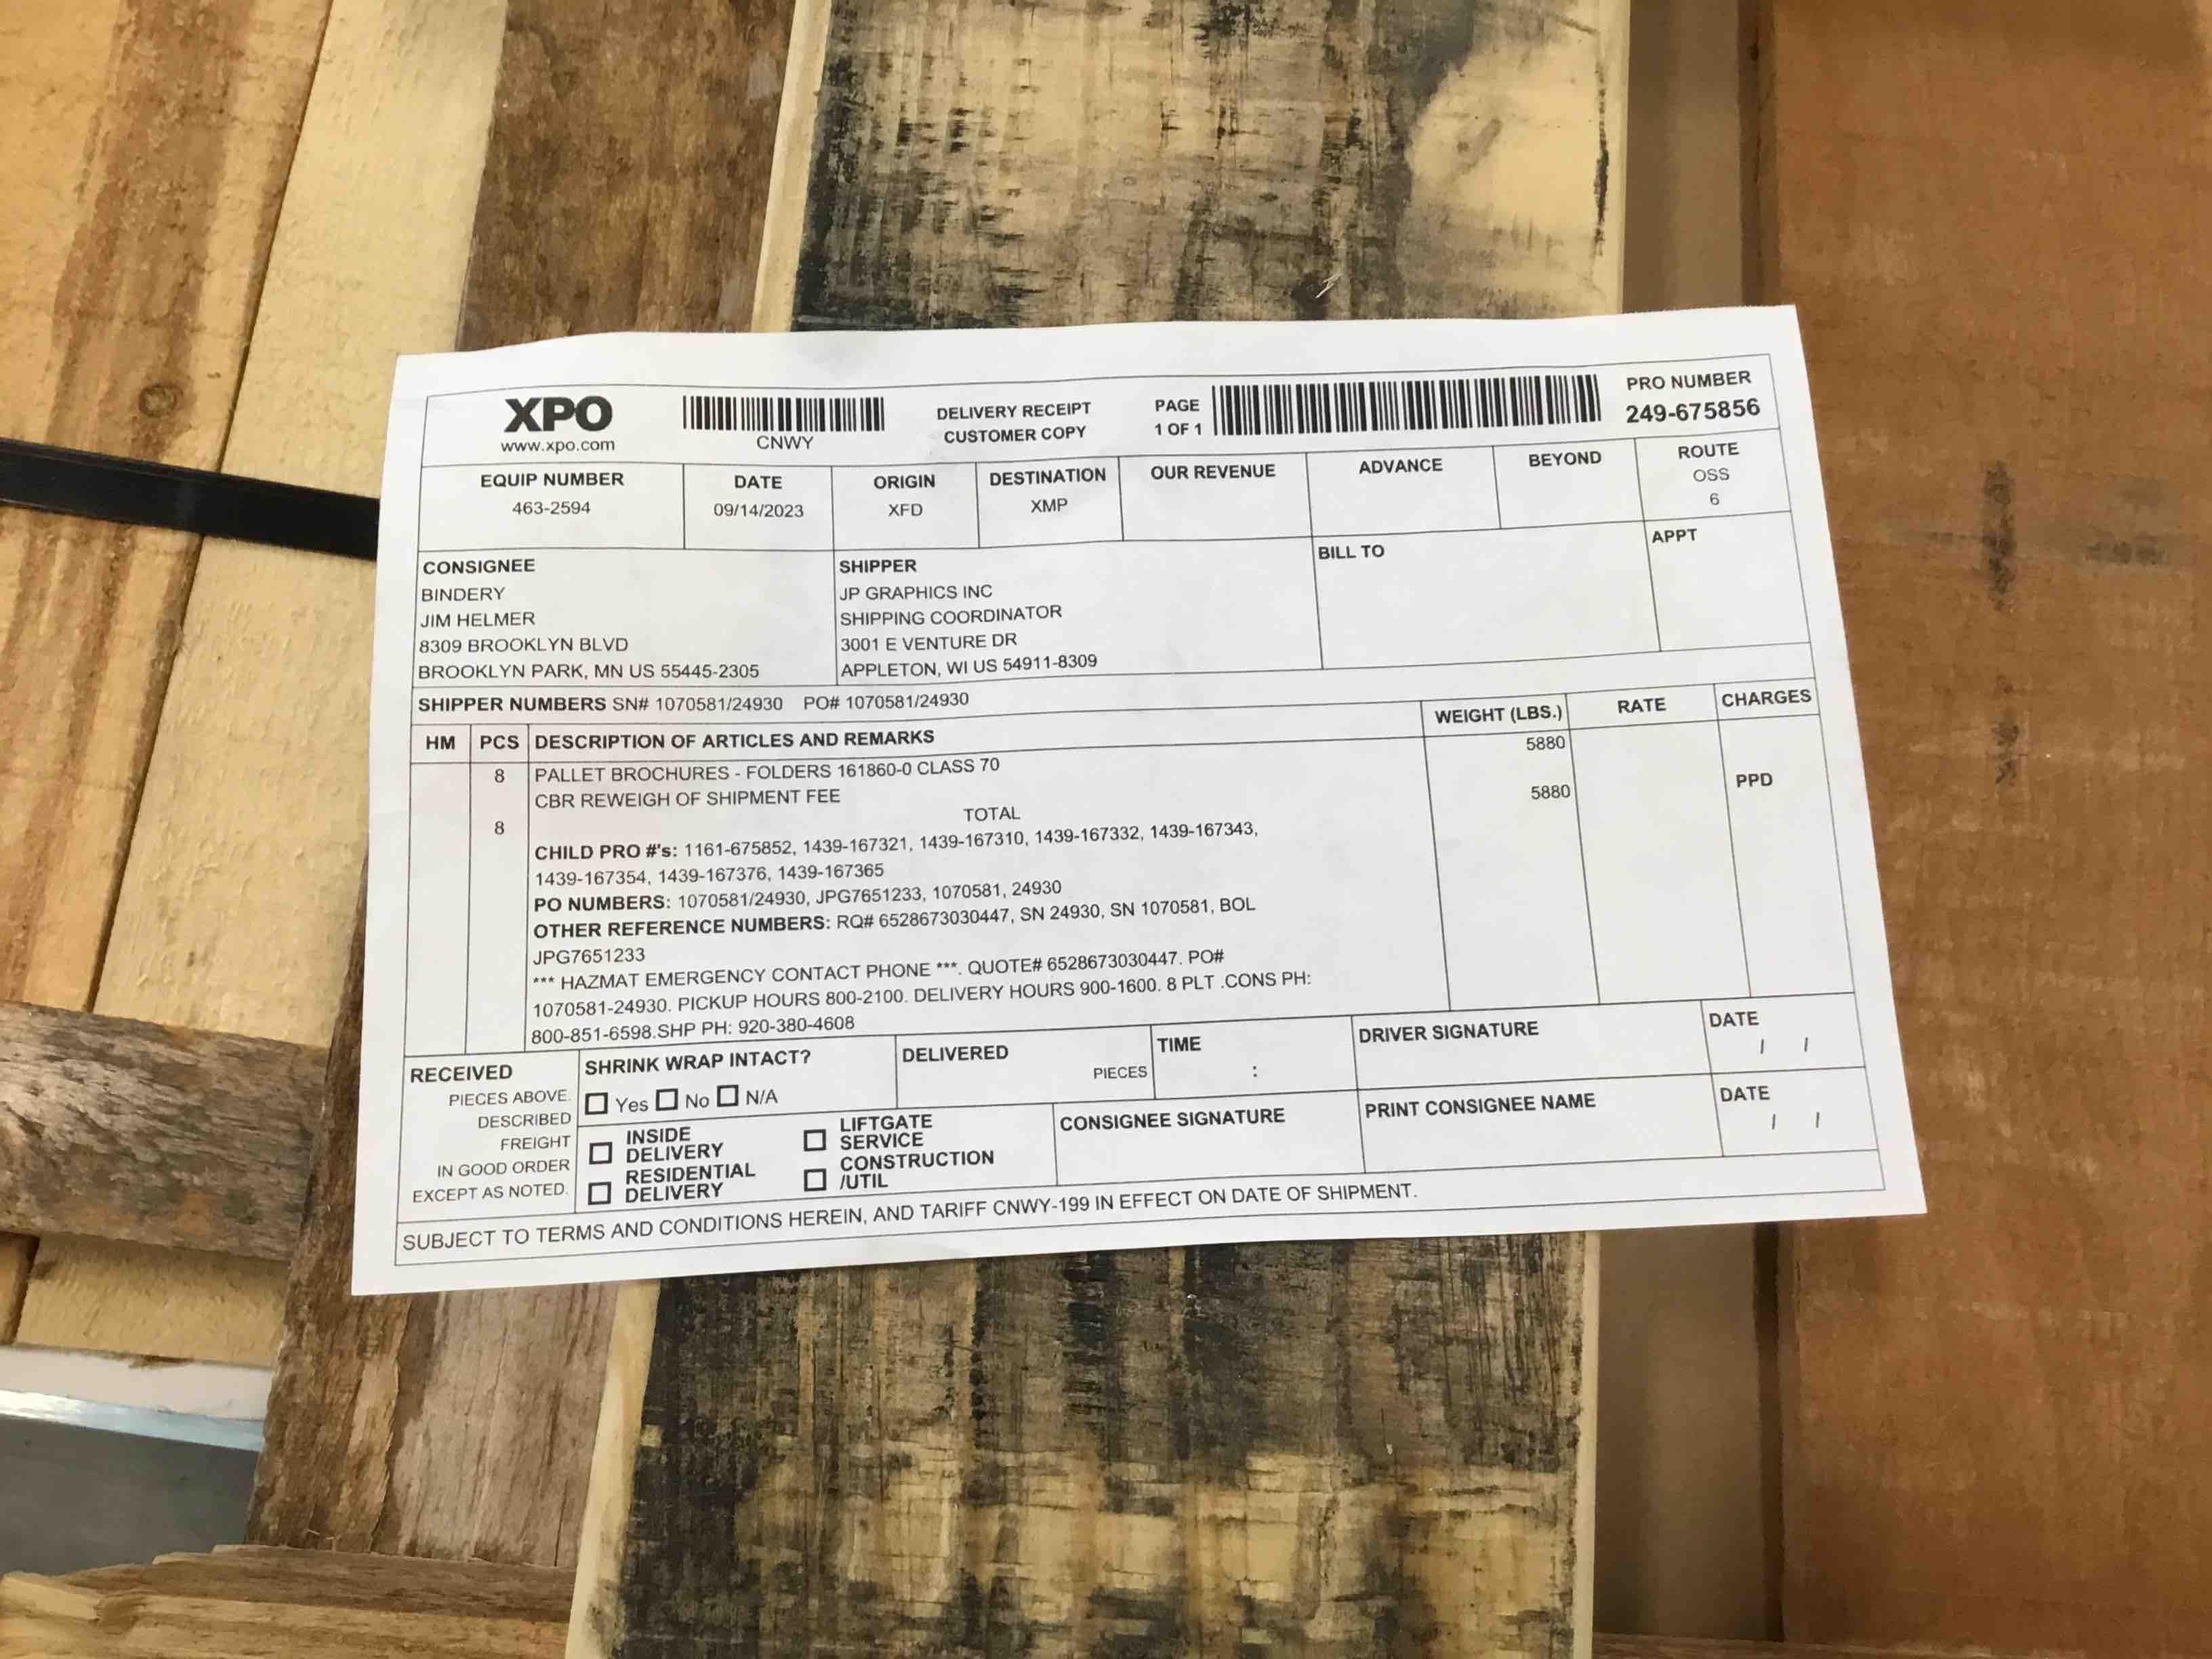 XPO
www.xpo.com
CNWY
DELIVERY RECEIPT
CUSTOMER COPY
PAGE
1 OF 1
PRO NUMBER
249-675856
EQUIP NUMBER
463-2594
DATE
09/14/2023
ORIGIN
XFD
DESTINATION
XMP
OUR REVENUE
ADVANCE
BEYOND
ROUTE
OSS
6
CONSIGNEE
BINDERY
JIM HELMER
8309 BROOKLYN BLVD
BROOKLYN PARK, MN US 55445-2305
SHIPPER
JP GRAPHICS INC
SHIPPING COORDINATOR
3001 E VENTURE DR
APPLETON, WI US 54911-8309
BILL TO
APPT
SHIPPER NUMBERS SN# 1070581/24930 PO# 1070581/24930
HM PCS DESCRIPTION OF ARTICLES AND REMARKS WEIGHT (LBS.) RATE CHARGES
8 PALLET BROCHURES - FOLDERS 161860-0 CLASS 70 5880
CBR REWEIGH OF SHIPMENT FEE
8 TOTAL 5880 PPD
CHILD PRO #'s: 1161-675852, 1439-167321, 1439-167310, 1439-167332, 1439-167343,
1439-167354, 1439-167376, 1439-167365
PO NUMBERS: 1070581/24930, JPG7651233, 1070581, 24930
OTHER REFERENCE NUMBERS: RQ# 6528673030447, SN 24930, SN 1070581, BOL
JPG7651233
*** HAZMAT EMERGENCY CONTACT PHONE ***. QUOTE# 6528673030447. PO#
1070581-24930. PICKUP HOURS 800-2100. DELIVERY HOURS 900-1600. 8 PLT .CONS PH:
800-851-6598.SHP PH: 920-380-4608
RECEIVED
PIECES ABOVE.
DESCRIBED
FREIGHT
IN GOOD ORDER
EXCEPT AS NOTED.
SHRINK WRAP INTACT?
Yes No N/A
DELIVERED
PIECES
TIME
:
DRIVER SIGNATURE
DATE
/ /
INSIDE
DELIVERY
RESIDENTIAL
DELIVERY
LIFTGATE
SERVICE
CONSTRUCTION
/UTIL
CONSIGNEE SIGNATURE
PRINT CONSIGNEE NAME
DATE
/ /
SUBJECT TO TERMS AND CONDITIONS HEREIN, AND TARIFF CNWY-199 IN EFFECT ON DATE OF SHIPMENT.